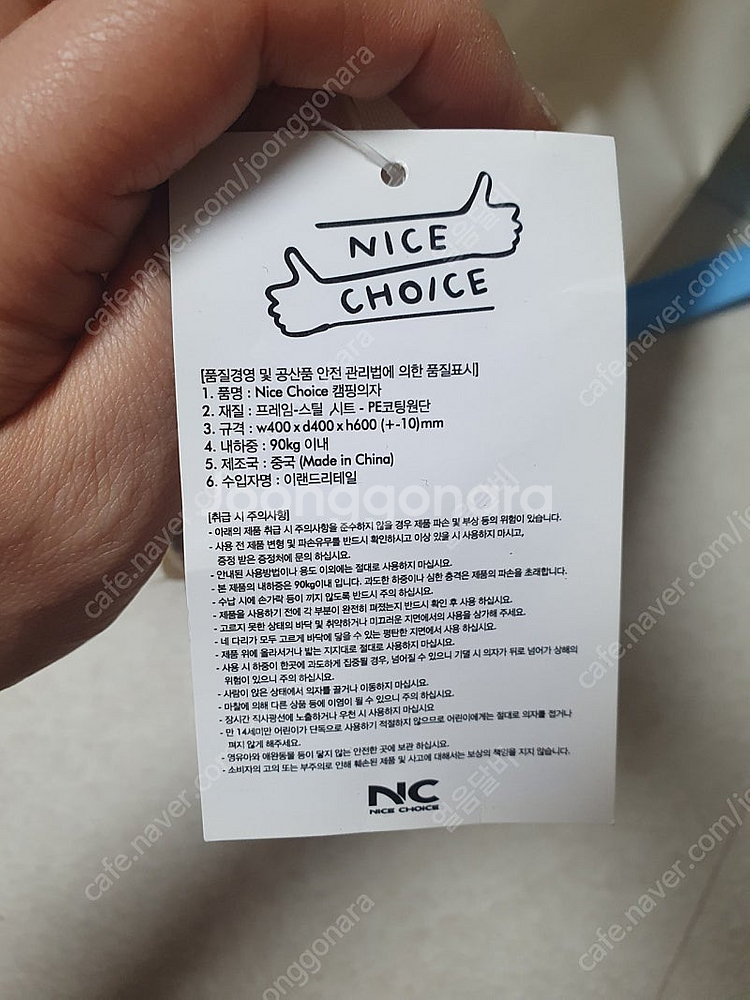 NICE
CHOICE
[품질경영 및 공산품 안전 관리법에 의한 품질표시]
1. 품명 : Nice Choice 캠핑의자
2. 재질 : 프레임-스틸 ,시트 - PE코팅원단
3. 규격 : w400 x d400 x h600 (+-10)mm
4. 내하중 : 90kg 이내
5. 제조국 : 중국 (Made in China)
6. 수입자명 : 이랜드리테일
joonggonara
[취급 시 주의사항]
- 아래의 제품 취급 시 주의사항을 준수하지 않을 경우 제품 파손 및 부상 등의 위험이 있습니다.
- 사용 전 제품 변형 및 파손유무를 반드시 확인하시고 이상 있을 시 사용하지 마시고,
증정 받은 증정처에 문의 하십시요.
- 안내된 사용방법이나 용도 이외에는 절대로 사용하지 마십시요.
- 본 제품의 내하중은 90kg이내 입니다. 과도한 하중이나 심한 충격은 제품의 파손을 초래합니다.
- 수납 시에 손가락 등이 끼지 않도록 반드시 주의 하십시요.
- 제품을 사용하기 전에 각 부분이 완전히 펴졌는지 반드시 확인 후 사용 하십시요.
- 고르지 못한 상태의 바닥 및 취약하거나 미끄러운 지면에서의 사용을 삼가해 주세요.
- 네 다리가 모두 고르게 바닥에 닿을 수 있는 평탄한 지면에서 사용 하십시요.
- 제품 위에 올라서거나 밟는 지지대로 절대로 사용하지 마십시요.
- 사용 시 하중이 한곳에 과도하게 집중될 경우, 넘어질 수 있으니 기댈 시 의자가 뒤로 넘어가 상해의
위험이 있으니 주의 하십시요.
- 사람이 앉은 상태에서 의자를 끌거나 이동하지 마십시요.
- 마찰에 의해 다른 상품 등에 이염이 될 수 있으니 주의 하십시요.
- 장시간 직사광선에 노출하거나 우천 시 사용하지 마십시요
- 만 14세미만 어린이가 단독으로 사용하기 적절하지 않으므로 어린이에게는 절대로 의자를 접거나
펴지 않게 해주세요.
- 영유아와 애완동물 등이 닿지 않는 안전한 곳에 보관 하십시요.
- 소비자의 고의 또는 부주의로 인해 훼손된 제품 및 사고에 대해서는 보상의 책임을 지지 않습니다.
NC
NICE CHOICE
cafe.naver.com/joonggonara